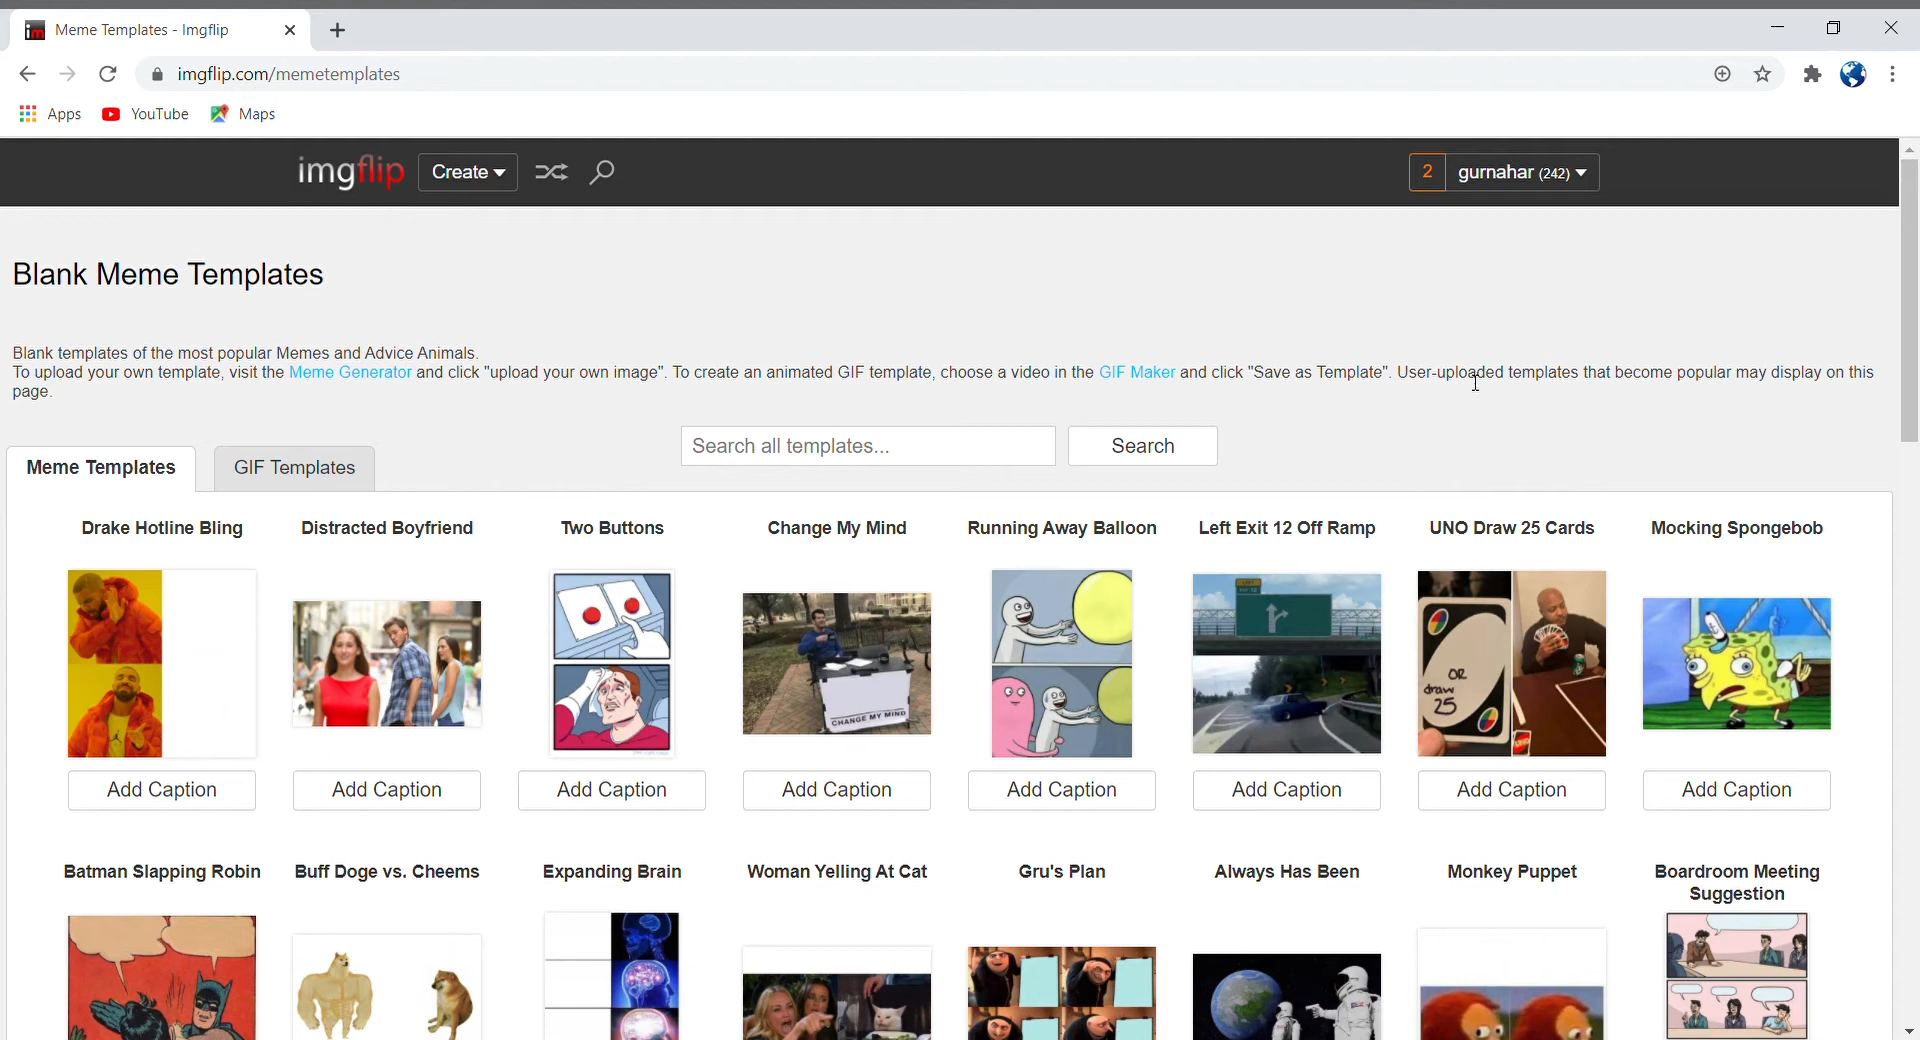 Meme Templates - Imgflip
imgflip.com/memetemplates
Apps YouTube Maps
imgflip Create 2 gurnahar (242)
Blank Meme Templates
Blank templates of the most popular Memes and Advice Animals.
To upload your own template, visit the Meme Generator and click "upload your own image". To create an animated GIF template, choose a video in the GIF Maker and click "Save as Template". User-uploaded templates that become popular may display on this
page.
Search all templates... Search
Meme Templates GIF Templates
Drake Hotline Bling Distracted Boyfriend Two Buttons Change My Mind Running Away Balloon Left Exit 12 Off Ramp UNO Draw 25 Cards Mocking Spongebob
OR
draw
25
CHANGE MY MIND
Add Caption Add Caption Add Caption Add Caption Add Caption Add Caption Add Caption Add Caption
Batman Slapping Robin Buff Doge vs. Cheems Expanding Brain Woman Yelling At Cat Gru's Plan Always Has Been Monkey Puppet Boardroom Meeting
Suggestion